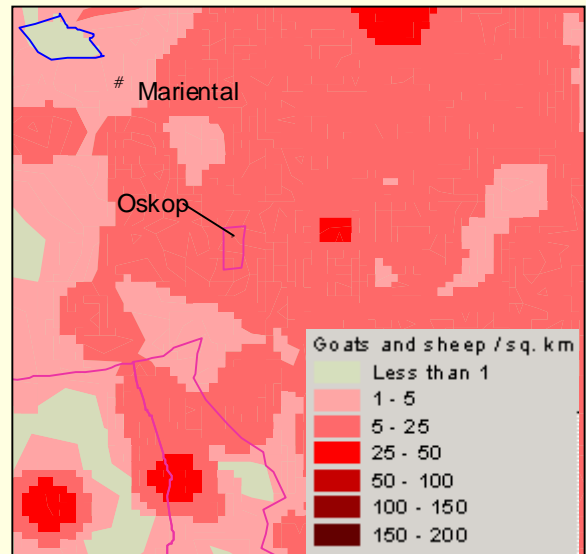 # Mariental
Oskop
Goats and sheep / sq. km
Less than 1
1 - 5
5 - 25
25 - 50
50 - 100
100 - 150
150 - 200